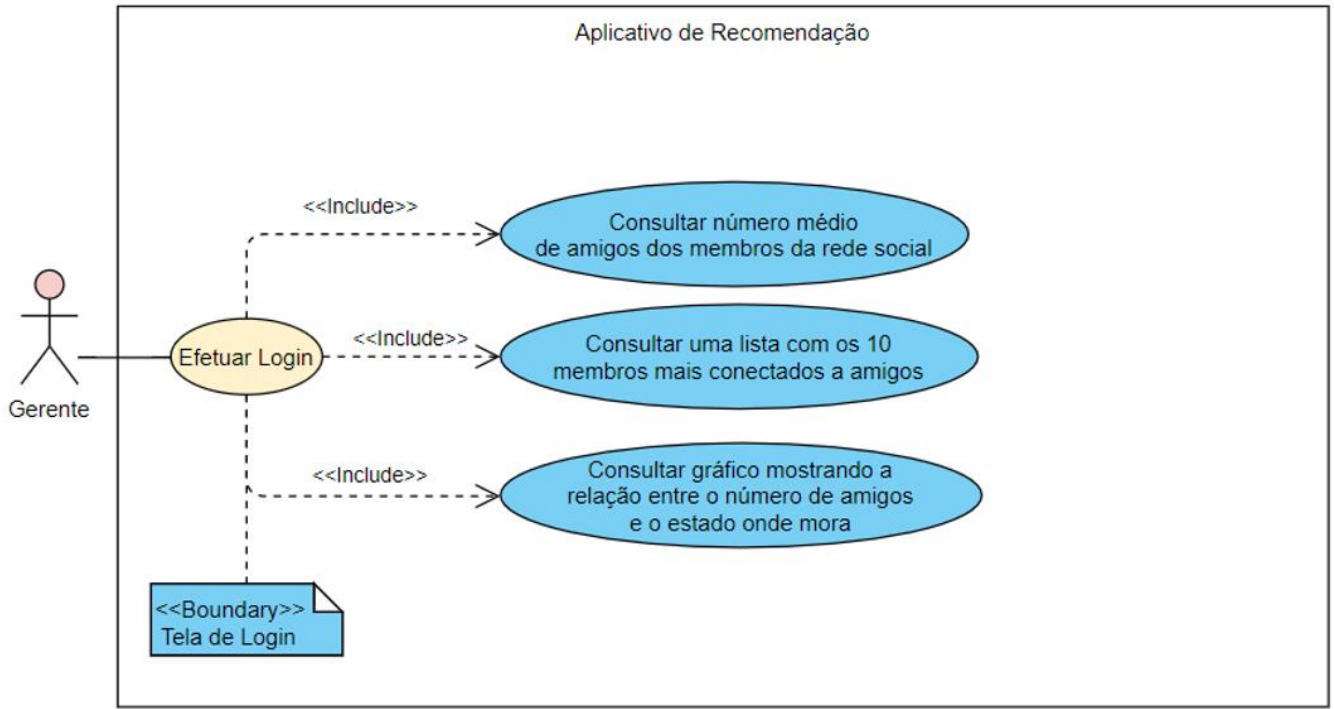 Aplicativo de Recomendação
<<Include>>
Consultar número médio
de amigos dos membros da rede social
Gerente
Efetuar Login
<<Include>>
Consultar uma lista com os 10
membros mais conectados a amigos
<<Include>>
Consultar gráfico mostrando a
relação entre o número de amigos
e o estado onde mora
<<Boundary>>
Tela de Login